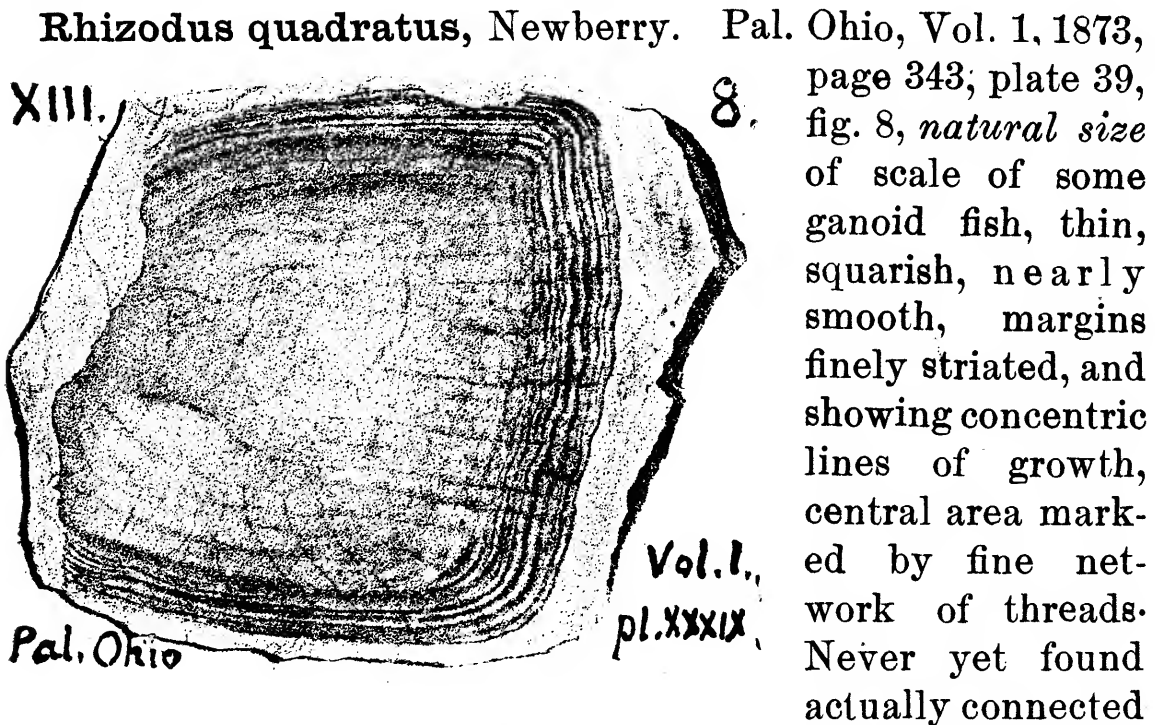 Rhizodus quadratus, Newberry. Pal. Ohio, Vol. 1, 1873,
page 343; plate 39,
fig. 8, natural size
of scale of some
ganoid fish, thin,
squarish, nearly
smooth, margins
finely striated, and
showing concentric
lines of growth,
central area mark-
ed by fine net-
work of threads.
Never yet found
actually connected
XIII.
8.
Vol. 1.,
pl. XXXIX,
Pal. Ohio